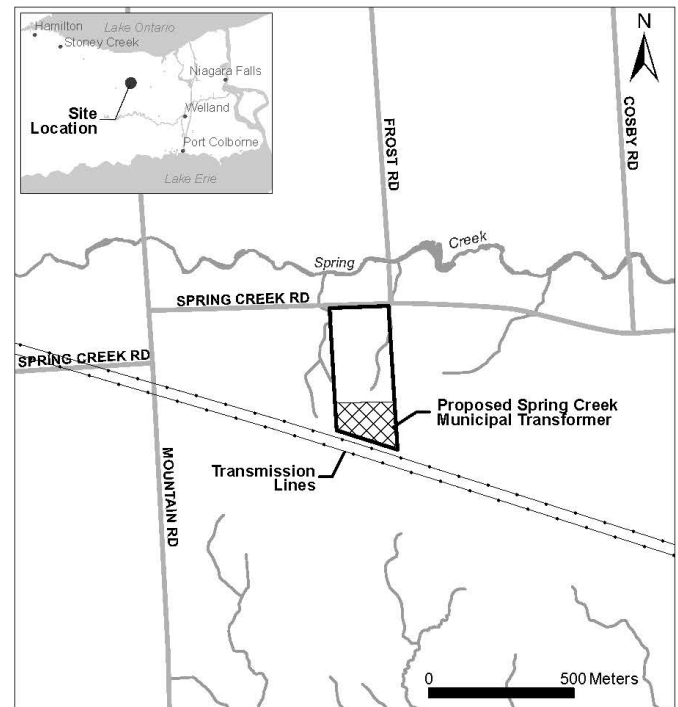 Hamilton
Lake Ontario
Stoney Creek
Niagara Falls
Site
Location
Welland
Port Colborne
Lake Erie
N
FROST RD
COSBY RD
Spring
Creek
SPRING CREEK RD
SPRING CREEK RD
Proposed Spring Creek
Municipal Transformer
Transmission
Lines
MOUNTAIN RD
0
500 Meters